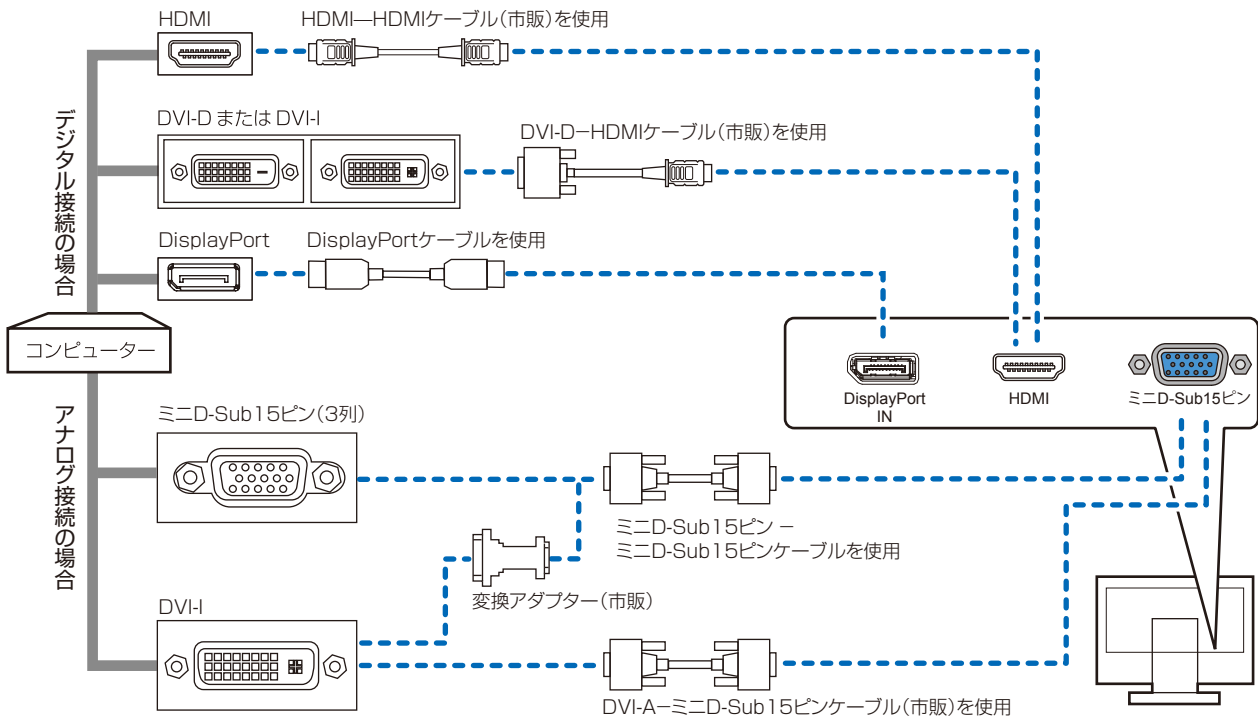 HDMI
HDMI—HDMIケーブル(市販)を使用
デジタル接続の場合
DVI-D または DVI-I
DVI-D−HDMIケーブル(市販)を使用
DisplayPort
DisplayPortケーブルを使用
コンピューター
DisplayPort
IN
HDMI
ミニD-Sub15ピン
アナログ接続の場合
ミニD-Sub15ピン(3列)
ミニD-Sub15ピン −
ミニD-Sub15ピンケーブルを使用
変換アダプター(市販)
DVI-I
DVI-A−ミニD-Sub15ピンケーブル(市販)を使用